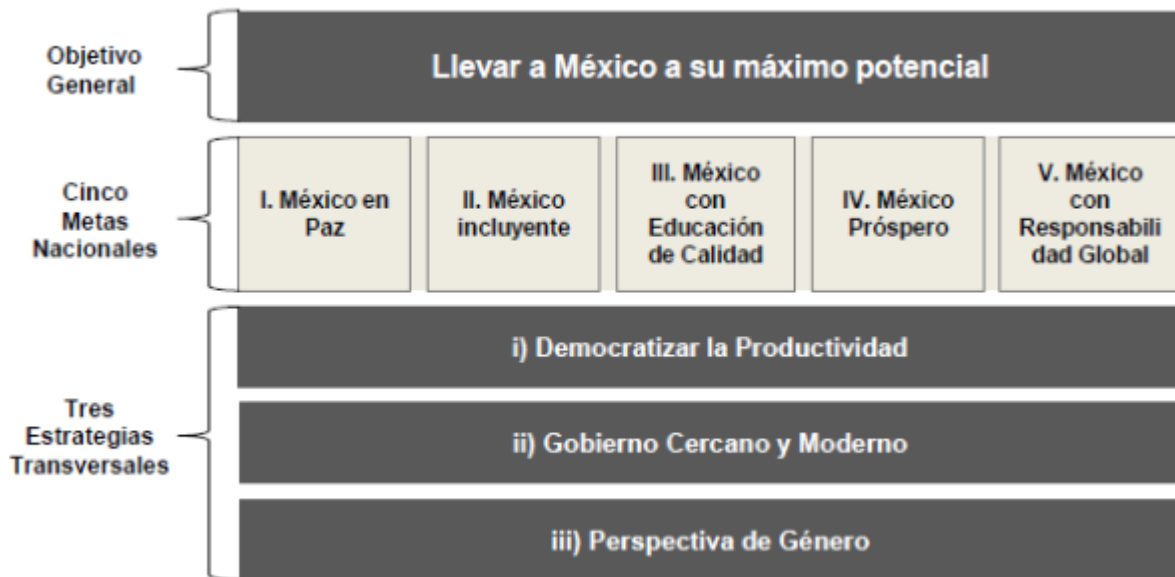 Objetivo
General
Llevar a México a su máximo potencial
Cinco
Metas
Nacionales
I. México en
Paz
II. México
incluyente
III. México
con
Educación
de Calidad
IV. México
Próspero
V. México
con
Responsabili
dad Global
Tres
Estrategias
Transversales
i) Democratizar la Productividad
ii) Gobierno Cercano y Moderno
iii) Perspectiva de Género